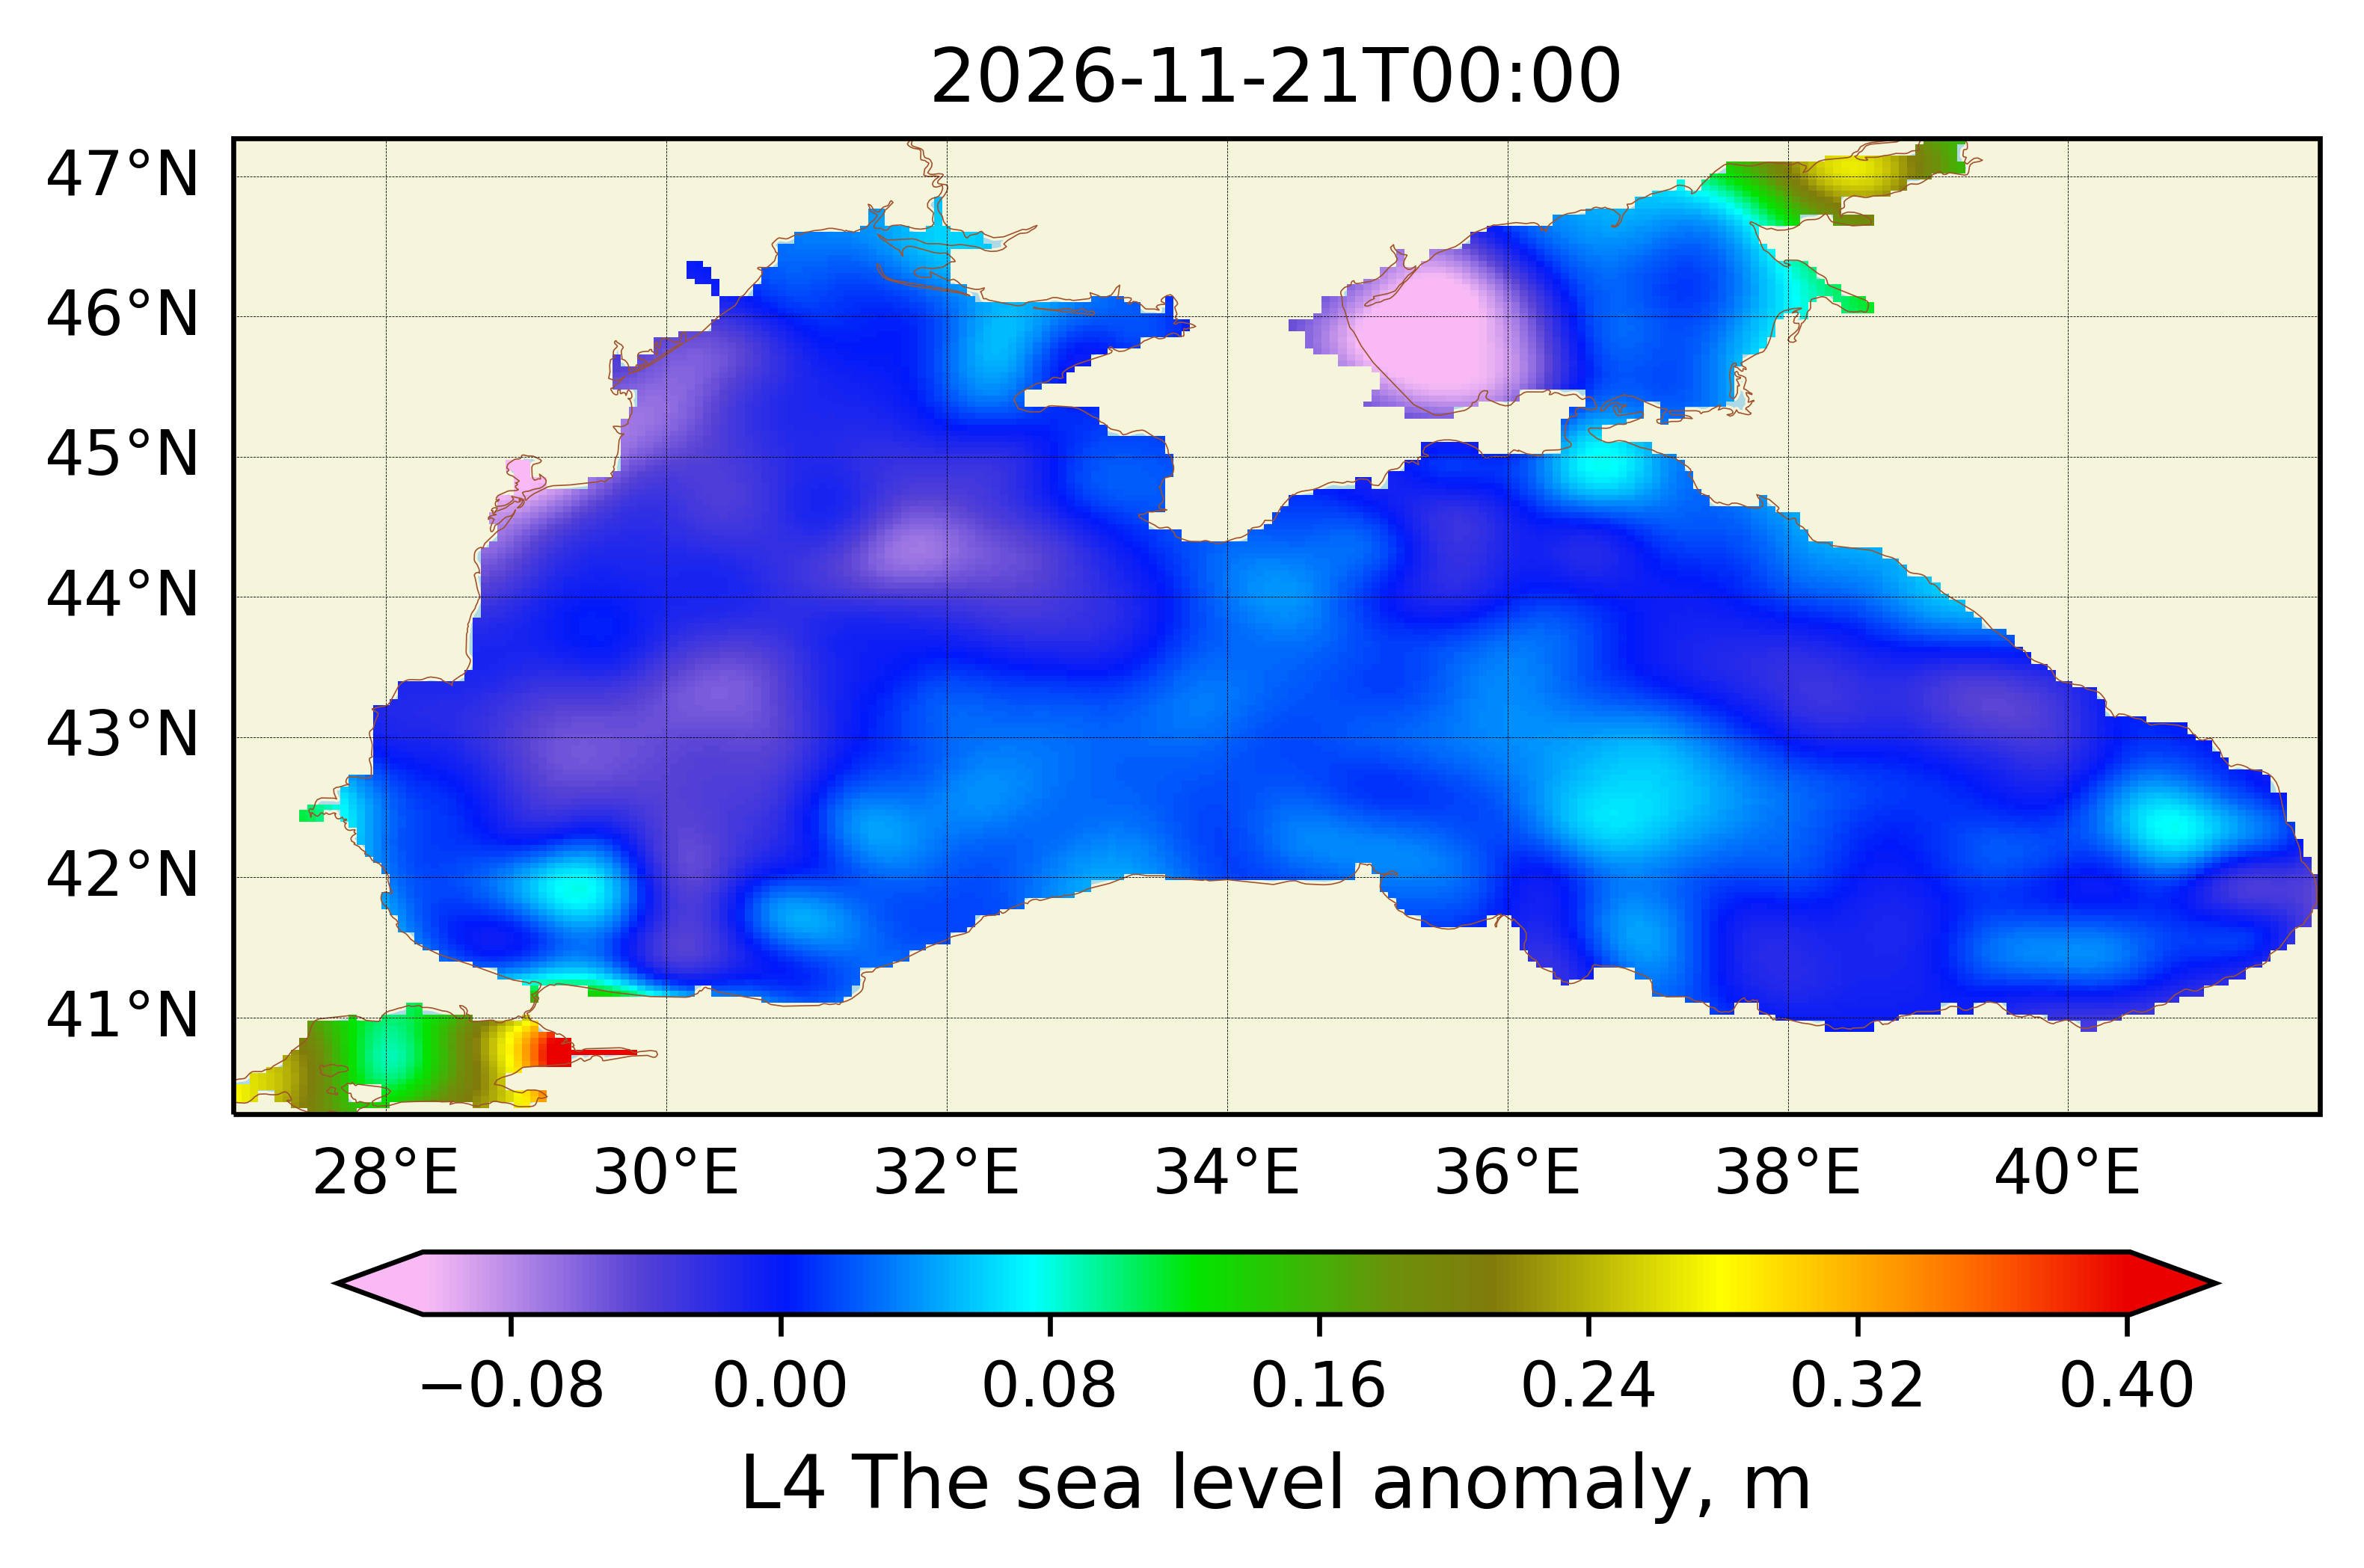 2026-11-21T00:00
47°N
46°N
45°N
44°N
43°N
42°N
41°N
28°E 30°E 32°E 34°E 36°E 38°E 40°E
−0.08 0.00 0.08 0.16 0.24 0.32 0.40
L4 The sea level anomaly, m